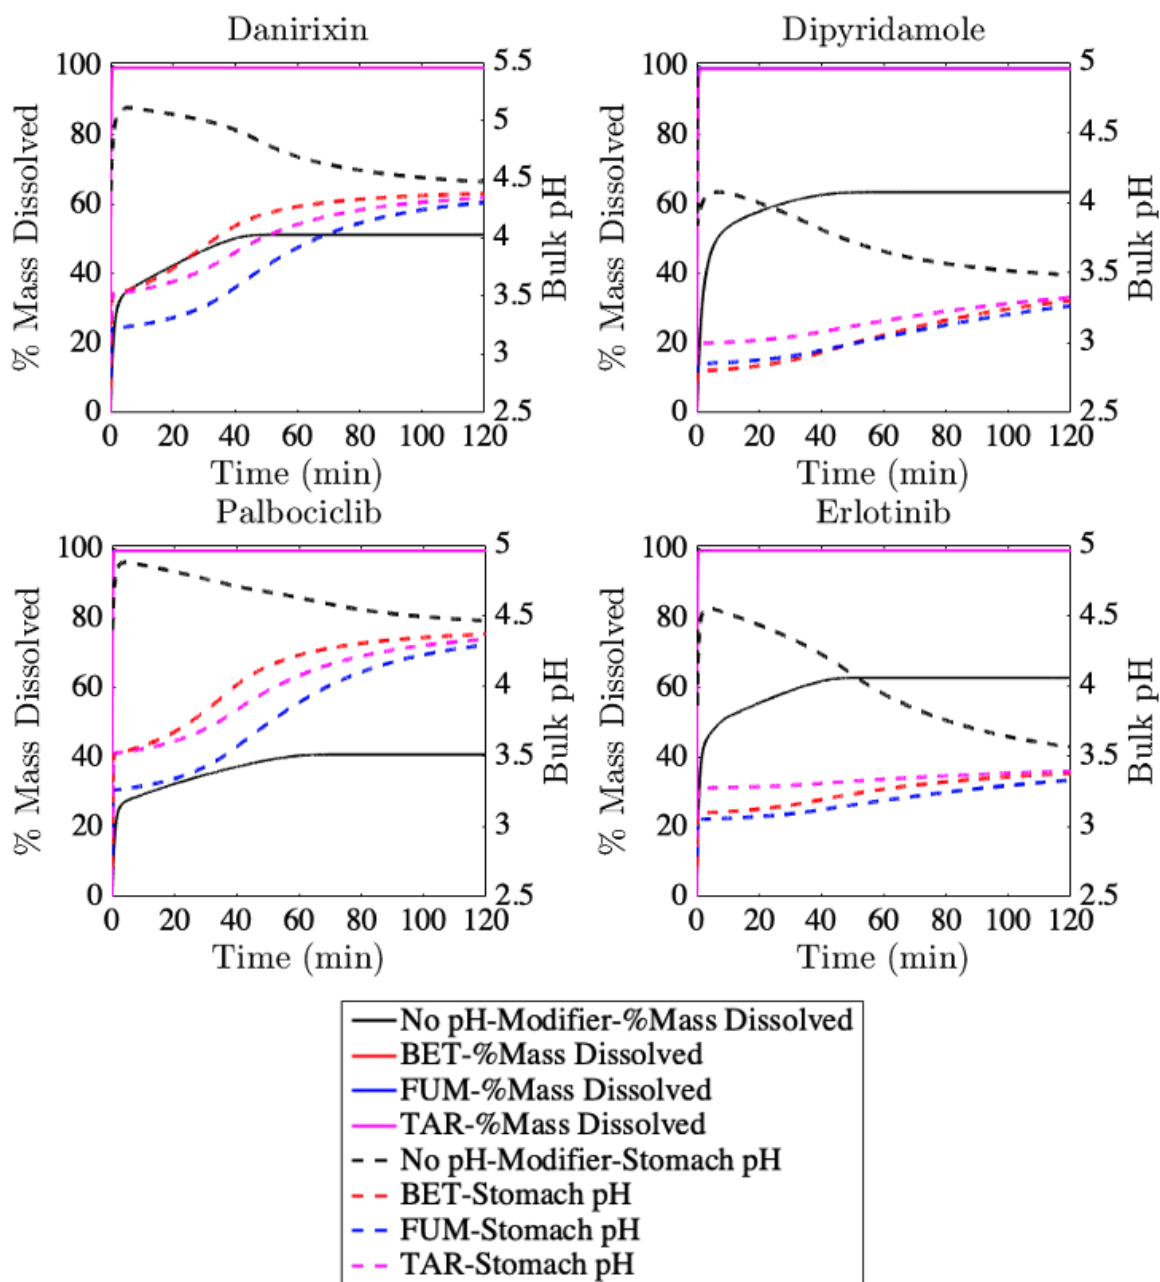 Danirixin
Dipyridamole
100
80
60
40
20
0
% Mass Dissolved
5.5
5
4.5
4
3.5
3
2.5
Bulk pH
0 20 40 60 80 100 120
Time (min)
100
80
60
40
20
0
% Mass Dissolved
5
4.5
4
3.5
3
2.5
Bulk pH
0 20 40 60 80 100 120
Time (min)
Palbociclib
Erlotinib
100
80
60
40
20
0
% Mass Dissolved
5
4.5
4
3.5
3
2.5
Bulk pH
0 20 40 60 80 100 120
Time (min)
100
80
60
40
20
0
% Mass Dissolved
5
4.5
4
3.5
3
2.5
Bulk pH
0 20 40 60 80 100 120
Time (min)
No pH-Modifier-%Mass Dissolved
BET-%Mass Dissolved
FUM-%Mass Dissolved
TAR-%Mass Dissolved
No pH-Modifier-Stomach pH
BET-Stomach pH
FUM-Stomach pH
TAR-Stomach pH